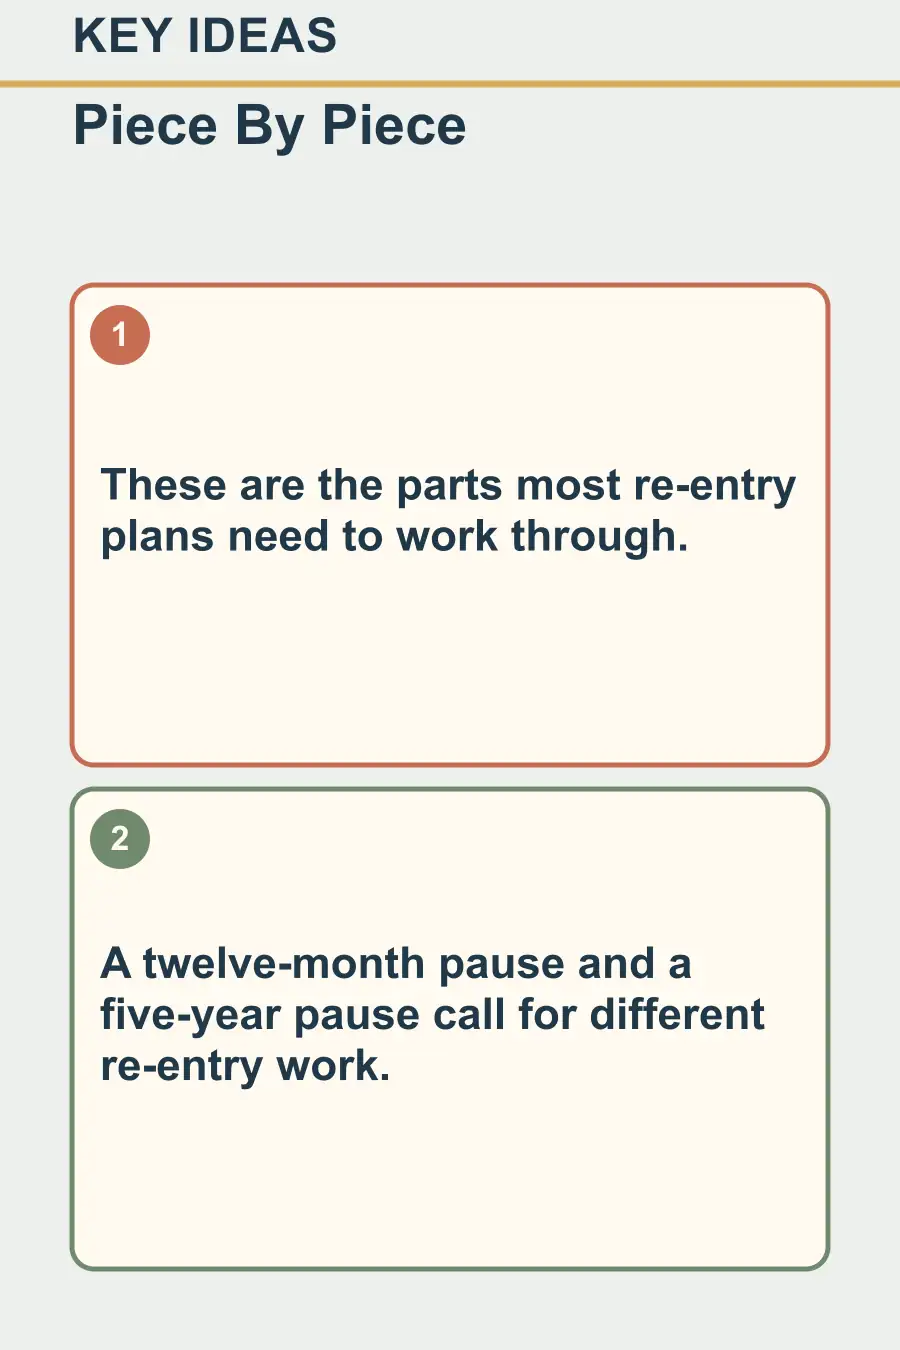 KEY IDEAS
Piece By Piece
1
These are the parts most re-entry
plans need to work through.
2
A twelve-month pause and a
five-year pause call for different
re-entry work.